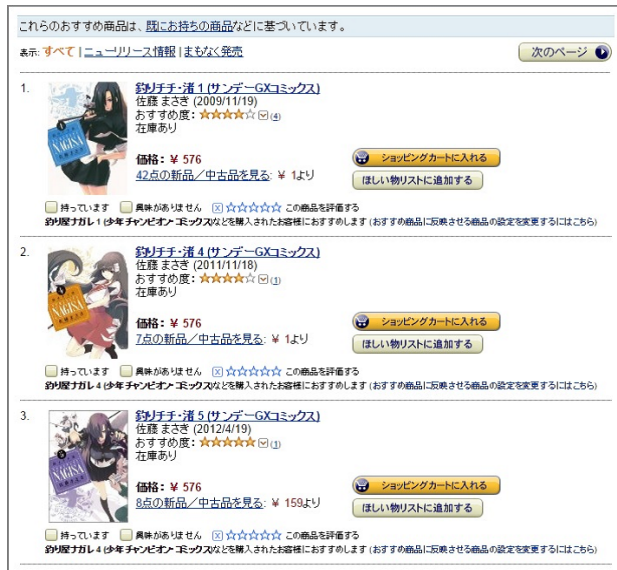 これらのおすすめ商品は、既にお持ちの商品などに基づいています。
表示: すべて | ニューリリース情報 | まもなく発売
次のページ
1.
釣りチチ・渚 1 (サンデーGXコミックス)
佐藤 まさき (2009/11/19)
おすすめ度: (4)
在庫あり
NAGISA
価格: ¥ 576
42点の新品/中古品を見る: ¥ 1より
ショッピングカートに入れる
ほしい物リストに追加する
持っています 興味がありません x ☆☆☆☆☆ この商品を評価する
釣り屋ナガレ 1 (少年チャンピオン・コミックス)などを購入されたお客様におすすめします (おすすめ商品に反映させる商品の設定を変更するにはこちら)
2.
釣りチチ・渚 4 (サンデーGXコミックス)
佐藤 まさき (2011/11/18)
おすすめ度: (1)
在庫あり
NAGISA
価格: ¥ 576
7点の新品/中古品を見る: ¥ 1より
ショッピングカートに入れる
ほしい物リストに追加する
持っています 興味がありません x ☆☆☆☆☆ この商品を評価する
釣り屋ナガレ 4 (少年チャンピオン・コミックス)などを購入されたお客様におすすめします (おすすめ商品に反映させる商品の設定を変更するにはこちら)
3.
釣りチチ・渚 5 (サンデーGXコミックス)
佐藤 まさき (2012/4/19)
おすすめ度: (1)
在庫あり
NAGISA
価格: ¥ 576
8点の新品/中古品を見る: ¥ 159より
ショッピングカートに入れる
ほしい物リストに追加する
持っています 興味がありません x ☆☆☆☆☆ この商品を評価する
釣り屋ナガレ 4 (少年チャンピオン・コミックス)などを購入されたお客様におすすめします (おすすめ商品に反映させる商品の設定を変更するにはこちら)